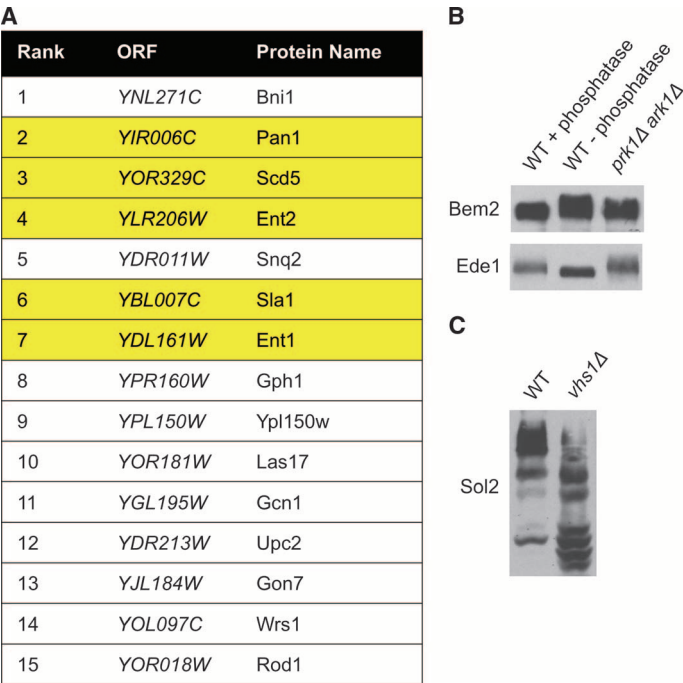 A
Rank ORF Protein Name
1 YNL271C Bni1
2 YIR006C Pan1
3 YOR329C Scd5
4 YLR206W Ent2
5 YDR011W Snq2
6 YBL007C Sla1
7 YDL161W Ent1
8 YPR160W Gph1
9 YPL150W Ypl150w
10 YOR181W Las17
11 YGL195W Gcn1
12 YDR213W Upc2
13 YJL184W Gon7
14 YOL097C Wrs1
15 YOR018W Rod1
B
WT + phosphatase
WT - phosphatase
prk1Δ ark1Δ
Bem2
Ede1
C
WT
vhs1Δ
Sol2